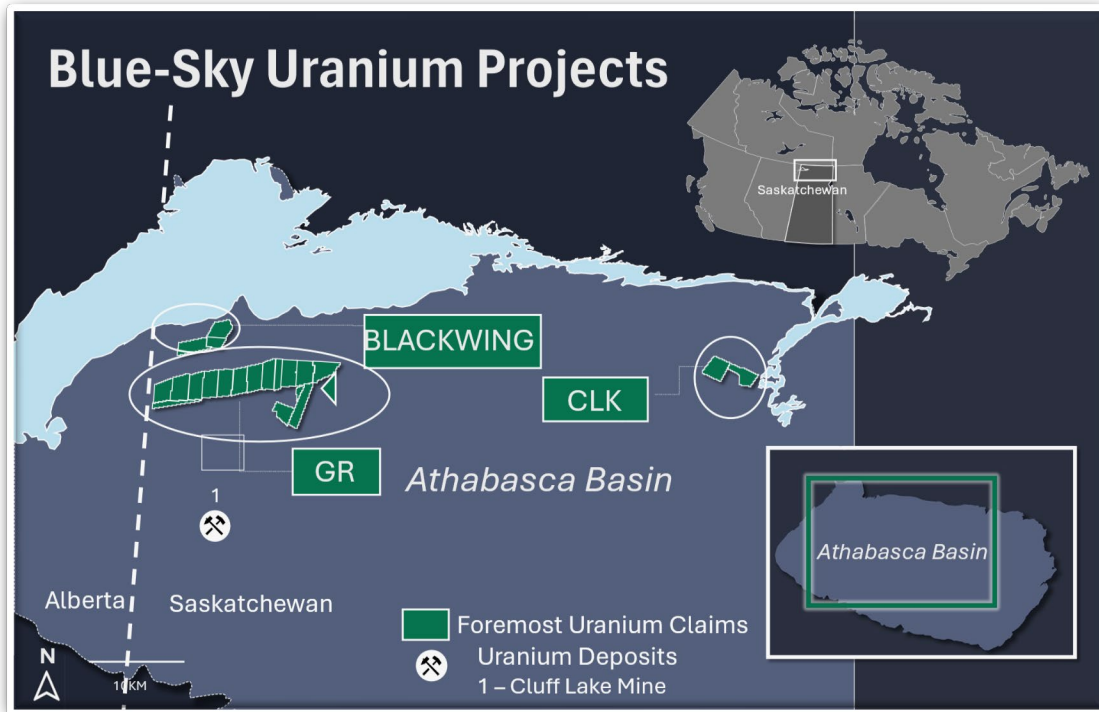 Blue-Sky Uranium Projects
Saskatchewan
BLACKWING
CLK
GR
Athabasca Basin
1
Athabasca Basin
Alberta
Saskatchewan
Foremost Uranium Claims
Uranium Deposits
1 – Cluff Lake Mine
N
10KM